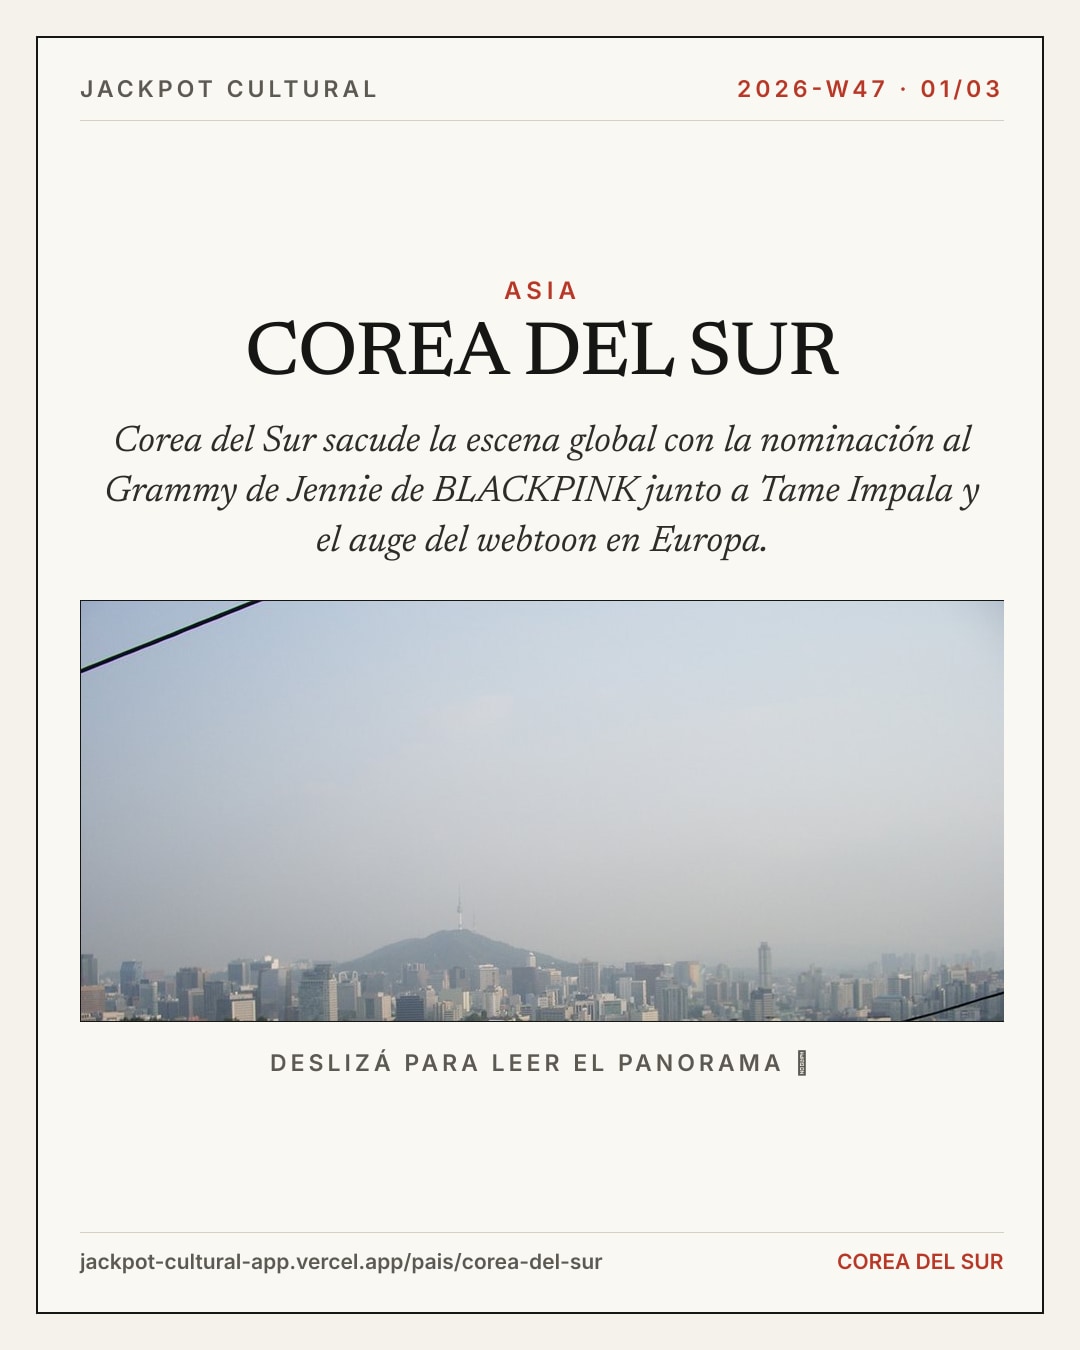 JACKPOT CULTURAL
2026-W47 · 01/03
ASIA
COREA DEL SUR
Corea del Sur sacude la escena global con la nominación al
Grammy de Jennie de BLACKPINK junto a Tame Impala y
el auge del webtoon en Europa.
DESLIZÁ PARA LEER EL PANORAMA
jackpot-cultural-app.vercel.app/pais/corea-del-sur
COREA DEL SUR